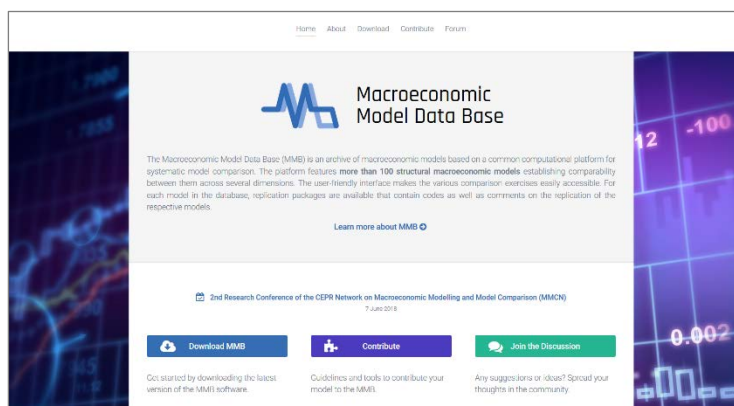 Home About Download Contribute Forum
Macroeconomic
Model Data Base
The Macroeconomic Model Data Base (MMB) is an archive of macroeconomic models based on a common computational platform for
systematic model comparison. The platform features more than 100 structural macroeconomic models establishing comparability
between them across several dimensions. The user-friendly interface makes the various comparison exercises easily accessible. For
each model in the database, replication packages are available that contain codes as well as comments on the replication of the
respective models.
Learn more about MMB
2nd Research Conference of the CEPR Network on Macroeconomic Modelling and Model Comparison (MMCN)
7 June 2018
Download MMB
Contribute
Join the Discussion
Get started by downloading the latest
version of the MMB software.
Guidelines and tools to contribute your
model to the MMB.
Any suggestions or ideas? Spread your
thoughts in the community.
12 -100
0.002